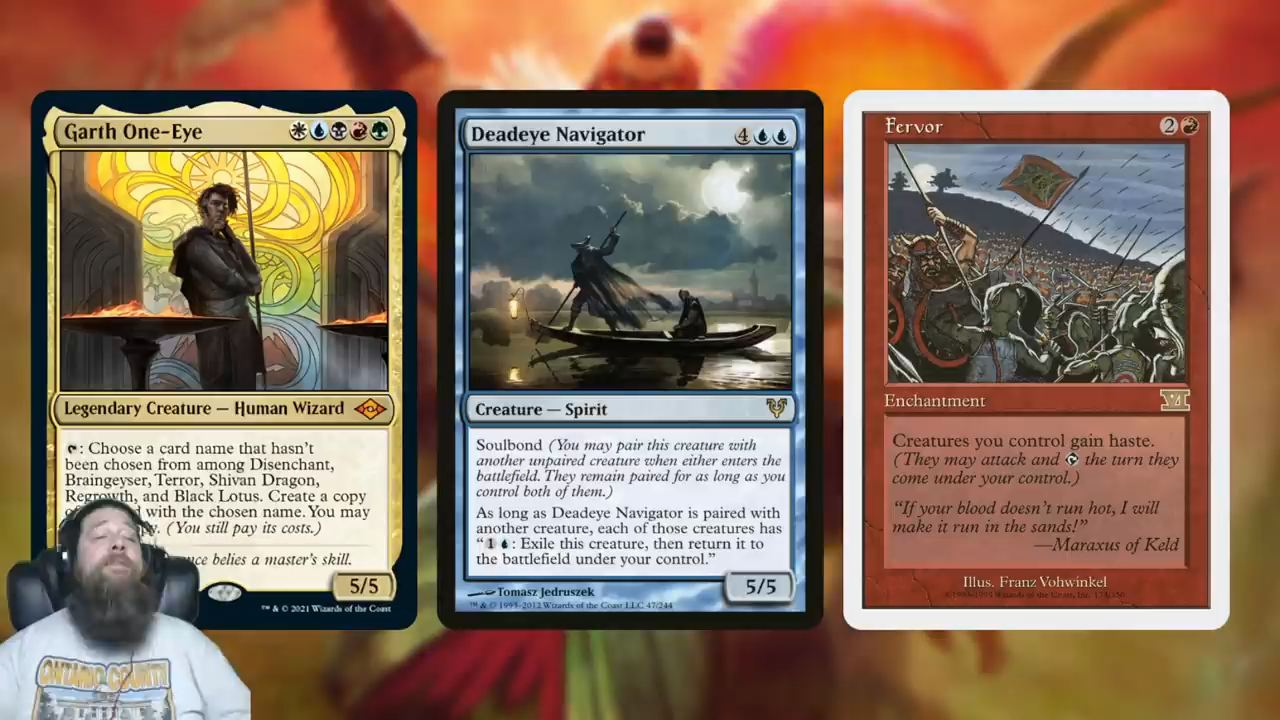 Garth One-Eye
Legendary Creature — Human Wizard
: Choose a card name that hasn't
been chosen from among Disenchant,
Braingeyser, Terror, Shivan Dragon,
Regrowth, and Black Lotus. Create a copy
of with the chosen name. You may
(You still pay its costs.)
belies a master's skill.
5/5
™ & © 2021 Wizards of the Coast
Deadeye Navigator
4
Creature — Spirit
Soulbond (You may pair this creature with
another unpaired creature when either enters the
battlefield. They remain paired for as long as you
control both of them.)
As long as Deadeye Navigator is paired with
another creature, each of those creatures has
"1: Exile this creature, then return it to
the battlefield under your control."
Tomasz Jedruszek
™ & © 1993–2012 Wizards of the Coast LLC 47/244
5/5
Fervor
2
Enchantment
VI
Creatures you control gain haste.
(They may attack and the turn they
come under your control.)
"If your blood doesn't run hot, I will
make it run in the sands!"
—Maraxus of Keld
Illus. Franz Vohwinkel
ONTARIO COUNTY